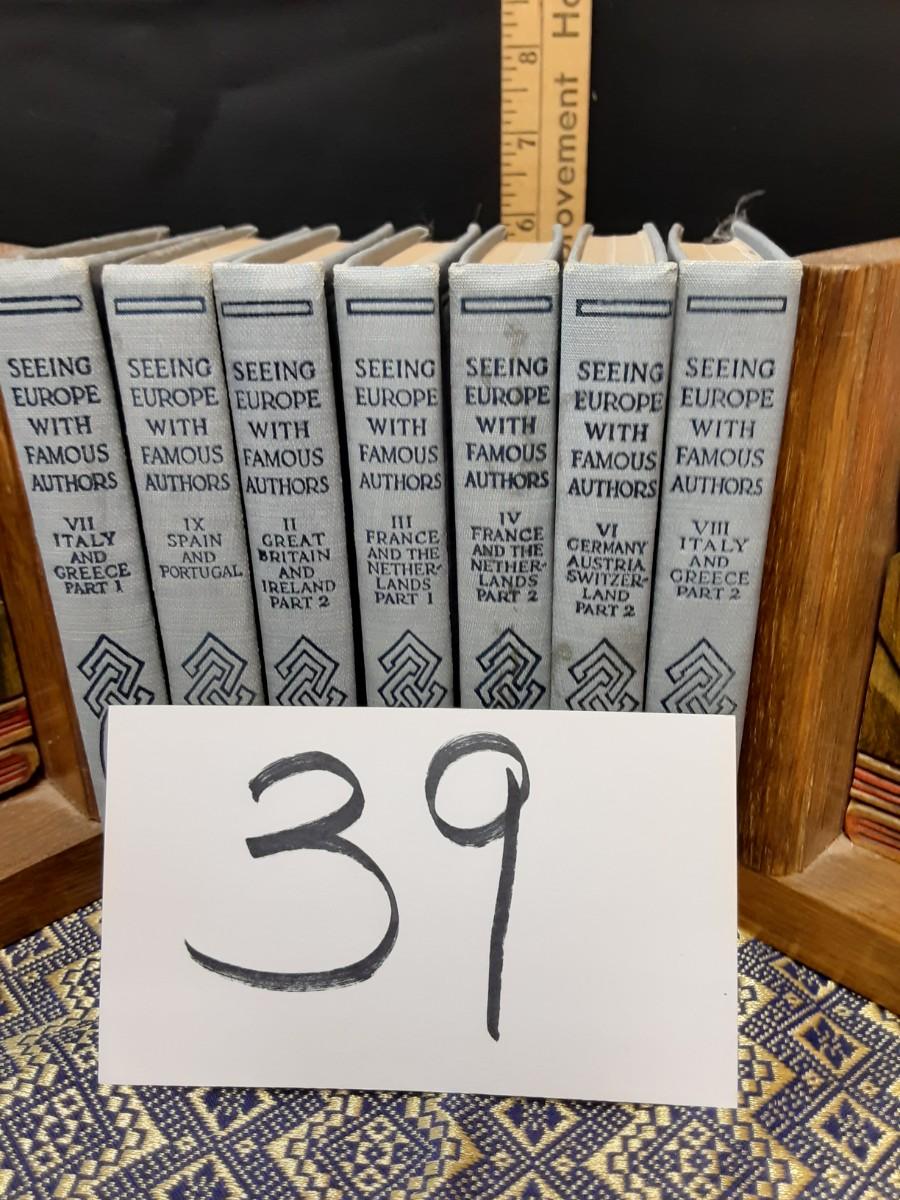 8
7
6
ovement Ho
SEEING
EUROPE
WITH
FAMOUS
AUTHORS
VII
ITALY
AND
GREECE
PART 1
SEEING
EUROPE
WITH
FAMOUS
AUTHORS
IX
SPAIN
AND
PORTUGAL
SEEING
EUROPE
WITH
FAMOUS
AUTHORS
II
GREAT
BRITAIN
AND
IRELAND
PART 2
SEEING
EUROPE
WITH
FAMOUS
AUTHORS
III
FRANCE
AND THE
NETHER-
LANDS
PART 1
SEEING
EUROPE
WITH
FAMOUS
AUTHORS
IV
FRANCE
AND THE
NETHER-
LANDS
PART 2
SEEING
EUROPE
WITH
FAMOUS
AUTHORS
VI
GERMANY
AUSTRIA
SWITZER-
LAND
PART 2
SEEING
EUROPE
WITH
FAMOUS
AUTHORS
VIII
ITALY
AND
GREECE
PART 2
39